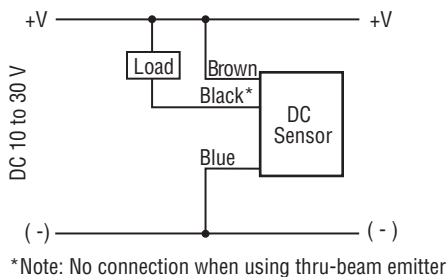 +V +V
Load
Brown
Black*
DC 10 to 30 V
DC
Sensor
Blue
( -) ( - )
*Note: No connection when using thru-beam emitter